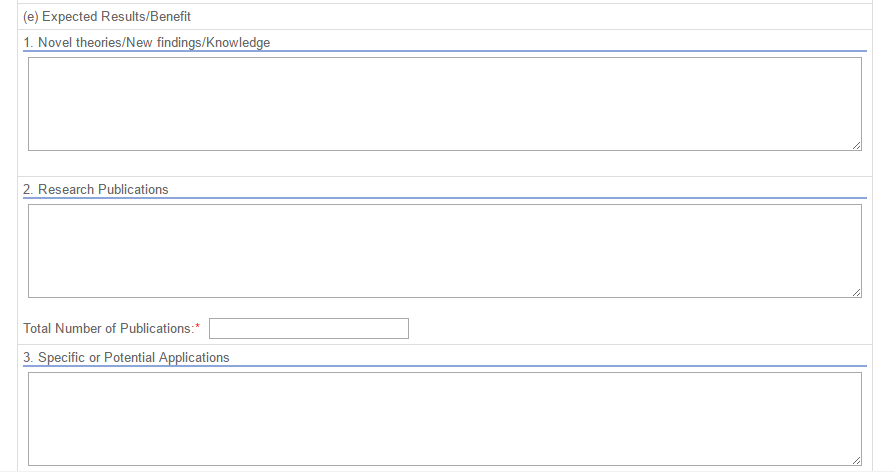 (e) Expected Results/Benefit
1. Novel theories/New findings/Knowledge
2. Research Publications
Total Number of Publications:*
3. Specific or Potential Applications